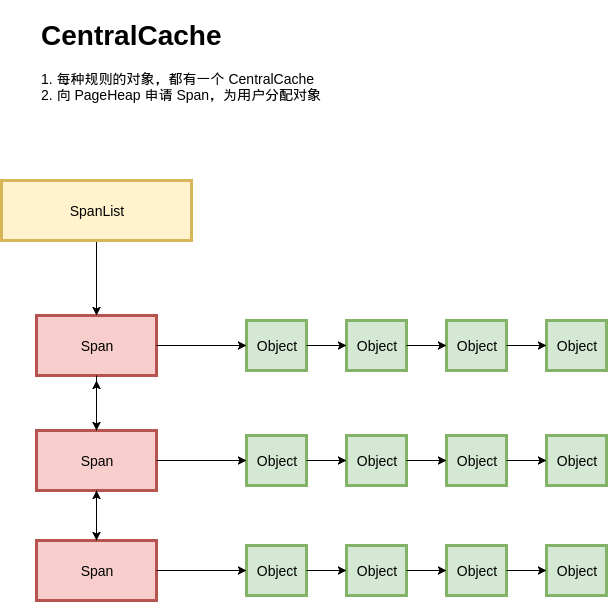 CentralCache
1. 每种规则的对象，都有一个 CentralCache
2. 向 PageHeap 申请 Span，为用户分配对象
SpanList
Span
Object
Object
Object
Object
Span
Object
Object
Object
Object
Span
Object
Object
Object
Object